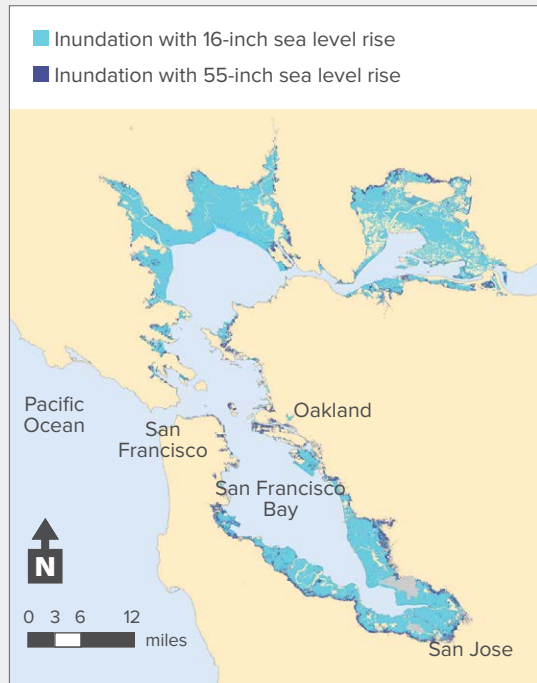 Inundation with 16-inch sea level rise
Inundation with 55-inch sea level rise
Pacific
Ocean
San
Francisco
Oakland
San Francisco
Bay
N
0 3 6 12
miles
San Jose